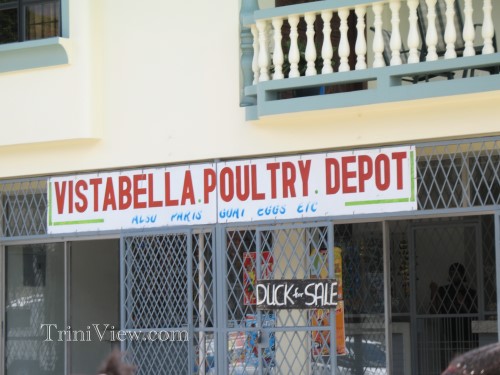 VISTABELLA.POULTRY.DEPOT
ALSO PARTS GOAT EGGS ETC
DUCK for SALE
TriniView.com